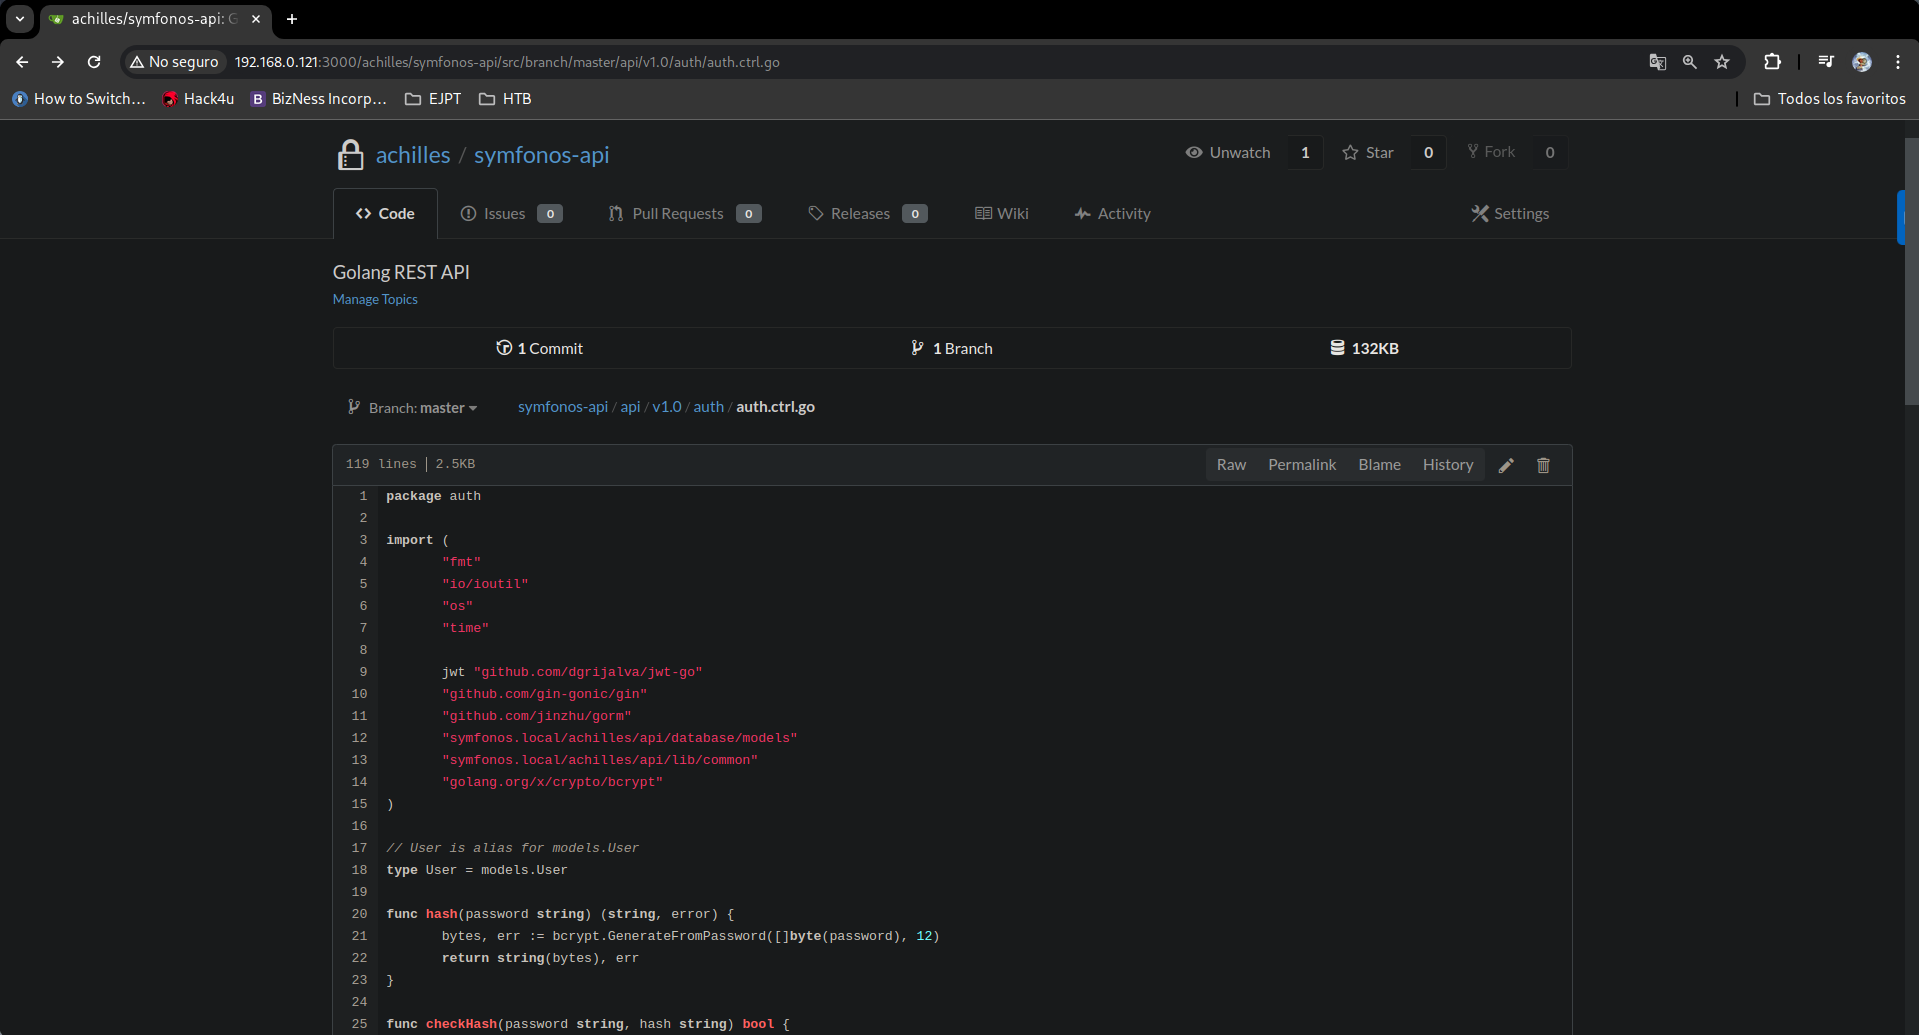 achilles/symfonos-api: G
No seguro 192.168.0.121:3000/achilles/symfonos-api/src/branch/master/api/v1.0/auth/auth.ctrl.go
How to Switch… Hack4u B BizNess Incorp… EJPT HTB Todos los favoritos
achilles / symfonos-api Unwatch 1 Star 0 Fork 0
Code Issues 0 Pull Requests 0 Releases 0 Wiki Activity Settings
Golang REST API
Manage Topics
1 Commit 1 Branch 132KB
Branch: master symfonos-api / api / v1.0 / auth / auth.ctrl.go
119 lines | 2.5KB Raw Permalink Blame History
1 package auth
2
3 import (
4 "fmt"
5 "io/ioutil"
6 "os"
7 "time"
8
9 jwt "github.com/dgrijalva/jwt-go"
10 "github.com/gin-gonic/gin"
11 "github.com/jinzhu/gorm"
12 "symfonos.local/achilles/api/database/models"
13 "symfonos.local/achilles/api/lib/common"
14 "golang.org/x/crypto/bcrypt"
15 )
16
17 // User is alias for models.User
18 type User = models.User
19
20 func hash(password string) (string, error) {
21 bytes, err := bcrypt.GenerateFromPassword([]byte(password), 12)
22 return string(bytes), err
23 }
24
25 func checkHash(password string, hash string) bool {